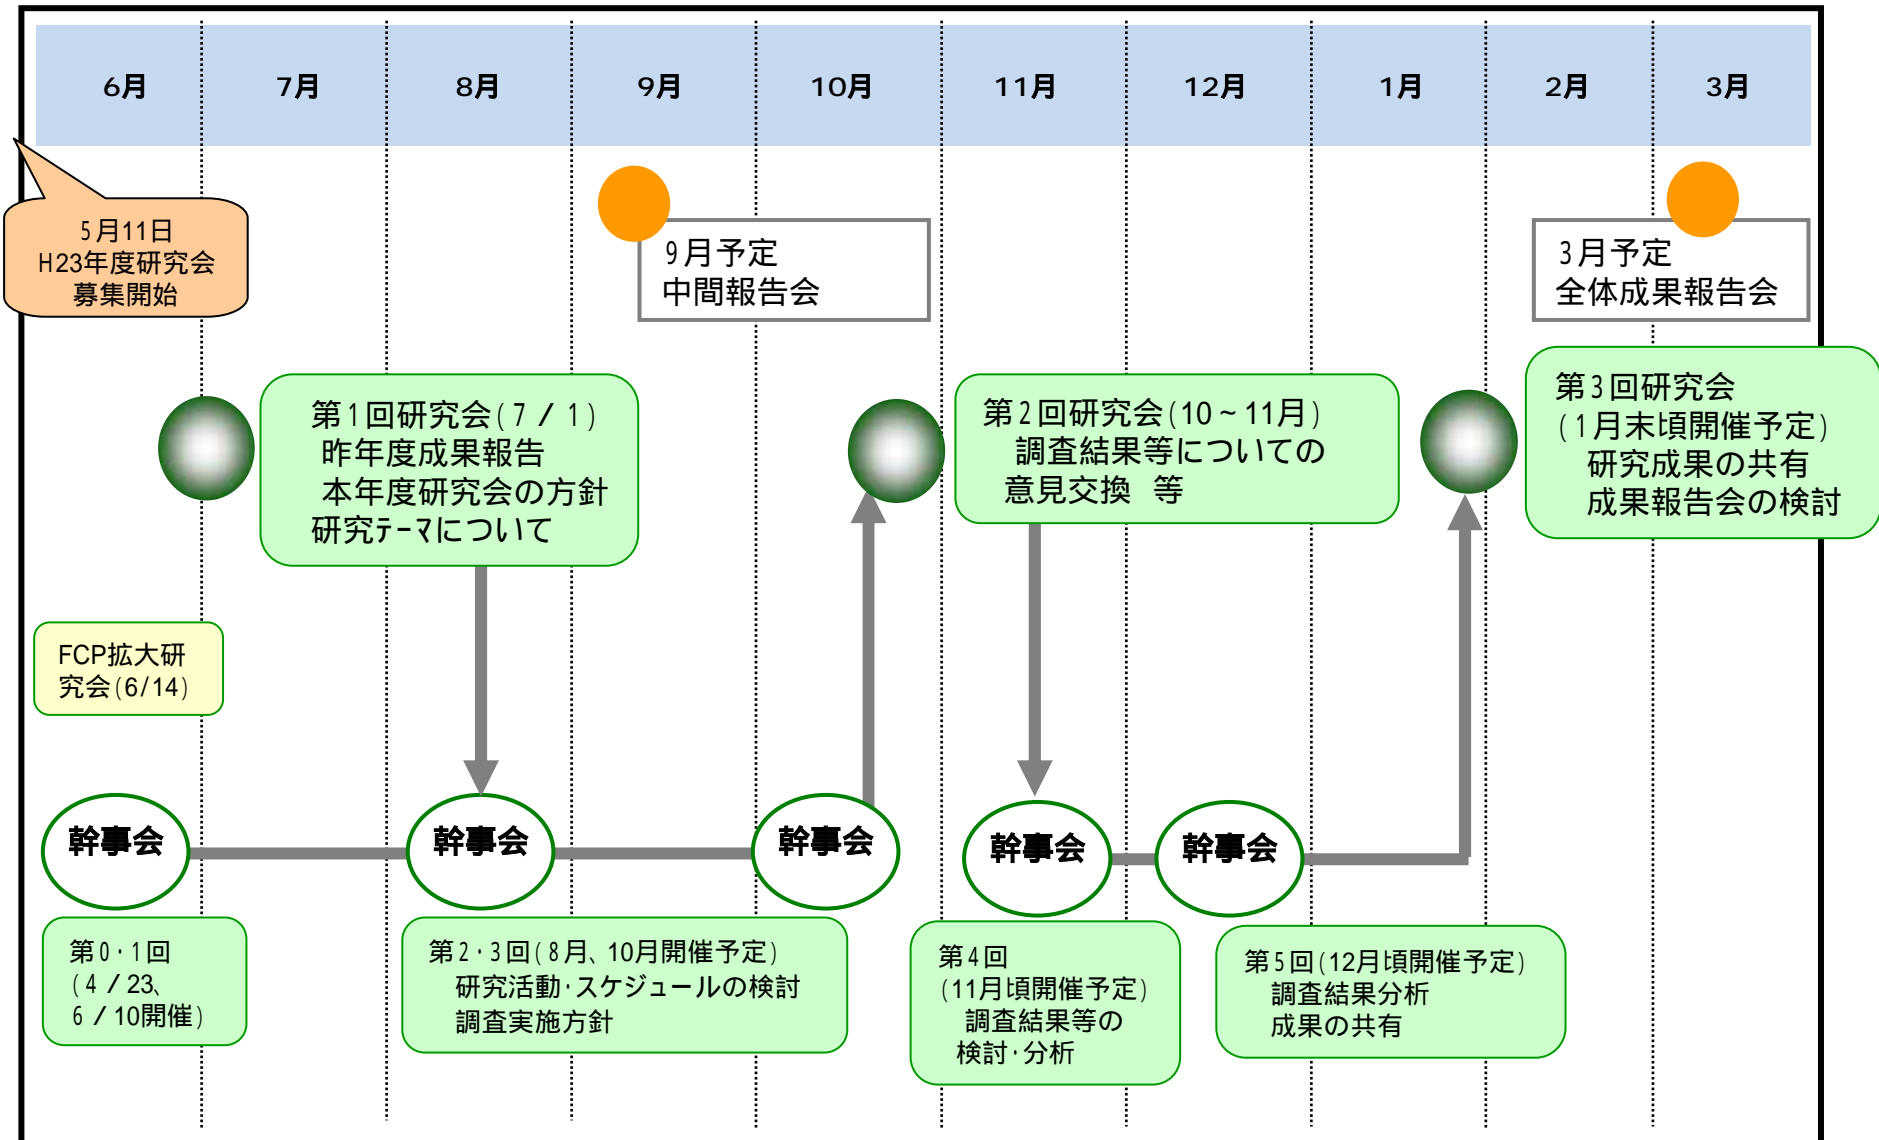 6月
7月
8月
9月
10月
11月
12月
1月
2月
3月
5月11日
H23年度研究会
募集開始
9月予定
中間報告会
3月予定
全体成果報告会
第1回研究会(7/1)
昨年度成果報告
本年度研究会の方針
研究テーマについて
第2回研究会(10~11月)
調査結果等についての
意見交換 等
第3回研究会
(1月末頃開催予定)
研究成果の共有
成果報告会の検討
FCP拡大研
究会(6/14)
幹事会
幹事会
幹事会
幹事会
幹事会
第0・1回
(4/23、
6/10開催)
第2・3回(8月、10月開催予定)
研究活動・スケジュールの検討
調査実施方針
第4回
(11月頃開催予定)
調査結果等の
検討・分析
第5回(12月頃開催予定)
調査結果分析
成果の共有